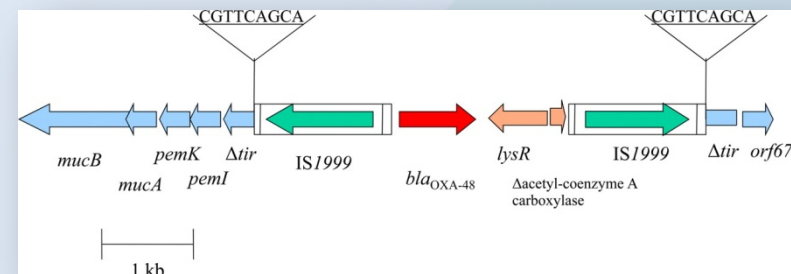 CGTTCAGCA CGTTCAGCA
mucB pemK Δtir IS1999 lysR IS1999 Δtir orf67
mucA pemI blaOXA-48 Δacetyl-coenzyme A
carboxylase
1 kb